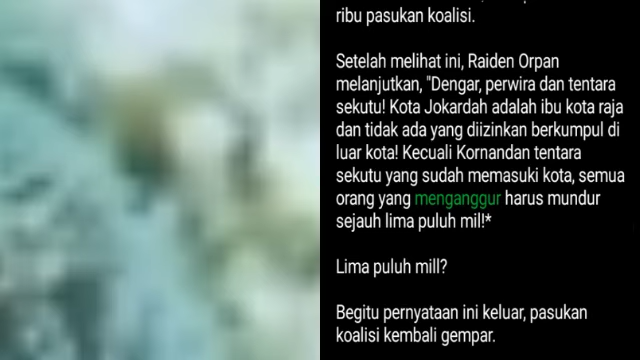 ribu pasukan koalisi.
Setelah melihat ini, Raiden Orpan
melanjutkan, "Dengar, perwira dan tentara
sekutu! Kota Jokardah adalah ibu kota raja
dan tidak ada yang diizinkan berkumpul di
luar kota! Kecuali Kornandan tentara
sekutu yang sudah memasuki kota, semua
orang yang menganggur harus mundur
sejauh lima puluh mil!*
Lima puluh mill?
Begitu pernyataan ini keluar, pasukan
koalisi kembali gempar.